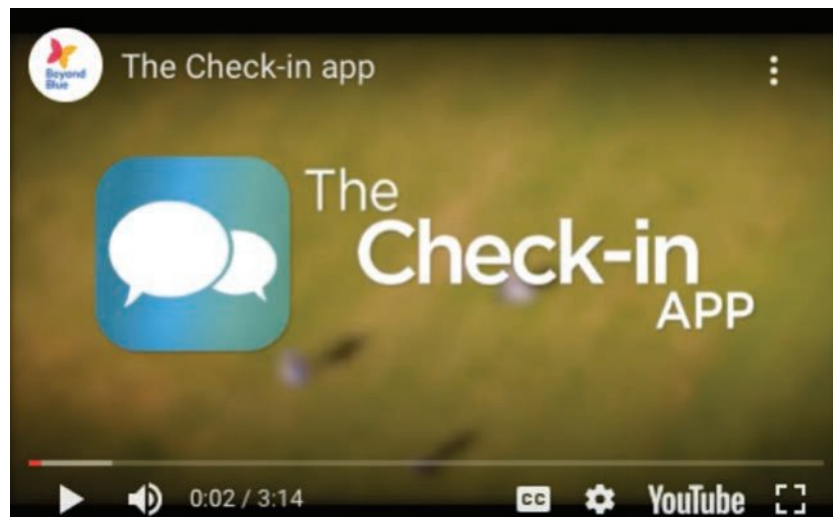 Beyond
Blue
The Check-in app
The
Check-in
APP
0:02 / 3:14
CC
YouTube